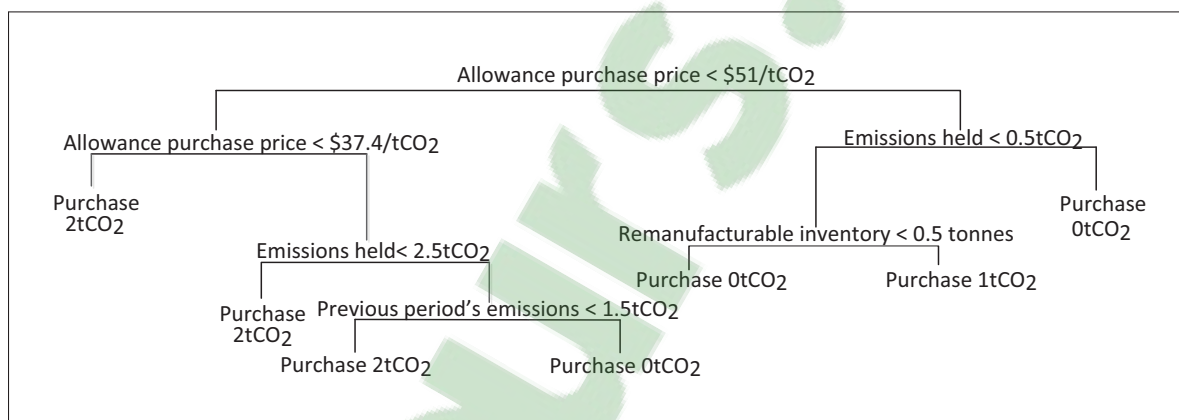 Allowance purchase price < $51/tCO2
Allowance purchase price < $37.4/tCO2
Emissions held < 0.5tCO2
Purchase
2tCO2
Purchase
0tCO2
Remanufacturable inventory < 0.5 tonnes
Emissions held< 2.5tCO2
Purchase 0tCO2
Purchase 1tCO2
Purchase
2tCO2
Previous period’s emissions < 1.5tCO2
Purchase 2tCO2
Purchase 0tCO2
urs.